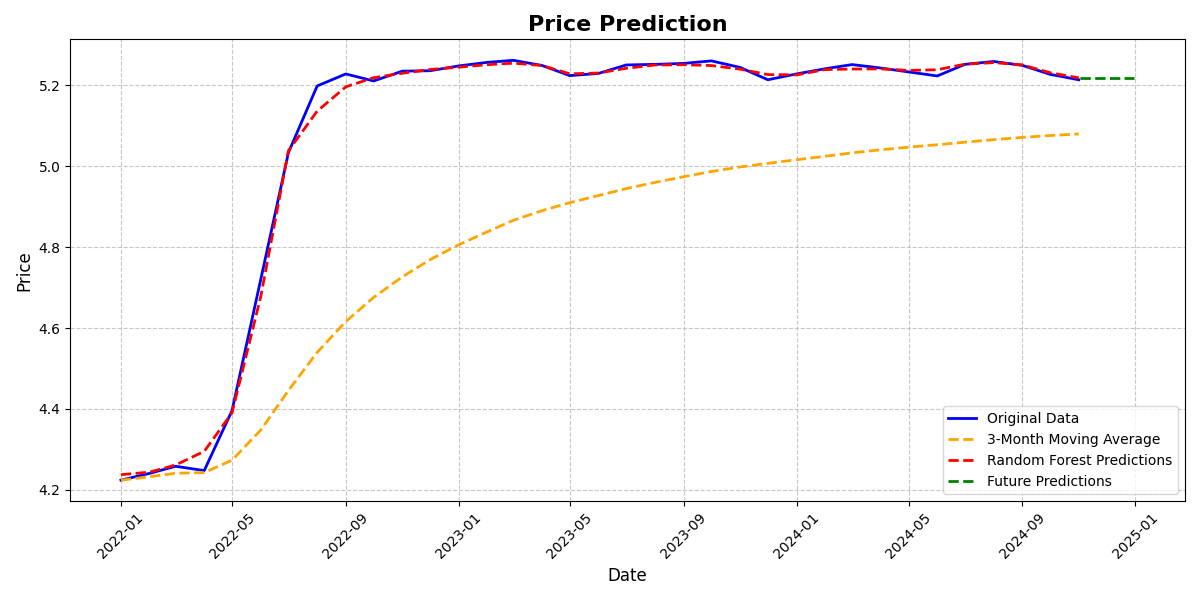 Price Prediction
Price
5.2
5.0
4.8
4.6
4.4
4.2
Original Data
3-Month Moving Average
Random Forest Predictions
Future Predictions
2022-01
2022-05
2022-09
2023-01
2023-05
2023-09
2024-01
2024-05
2024-09
2025-01
Date